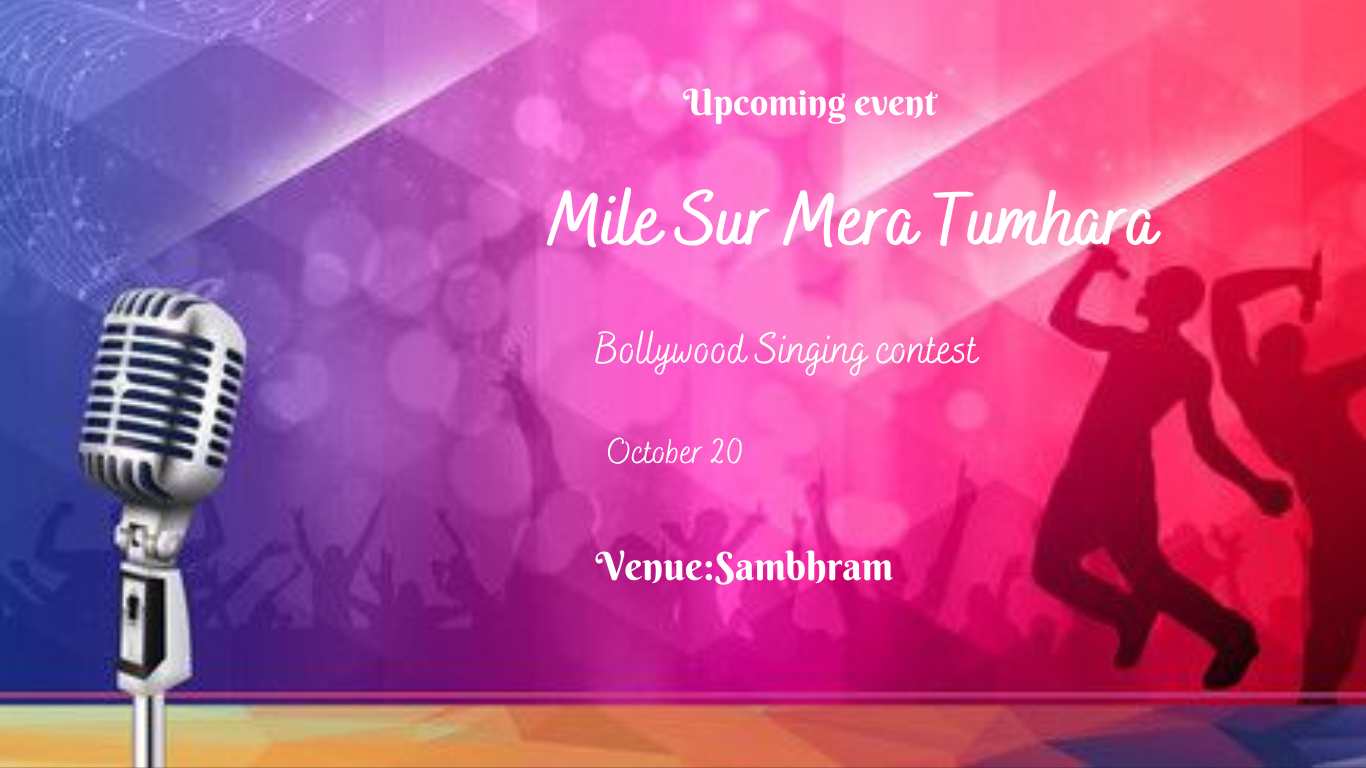 Upcoming event
Mile Sur Mera Tumhara
Bollywood Singing contest
October 20
Venue:Sambhram